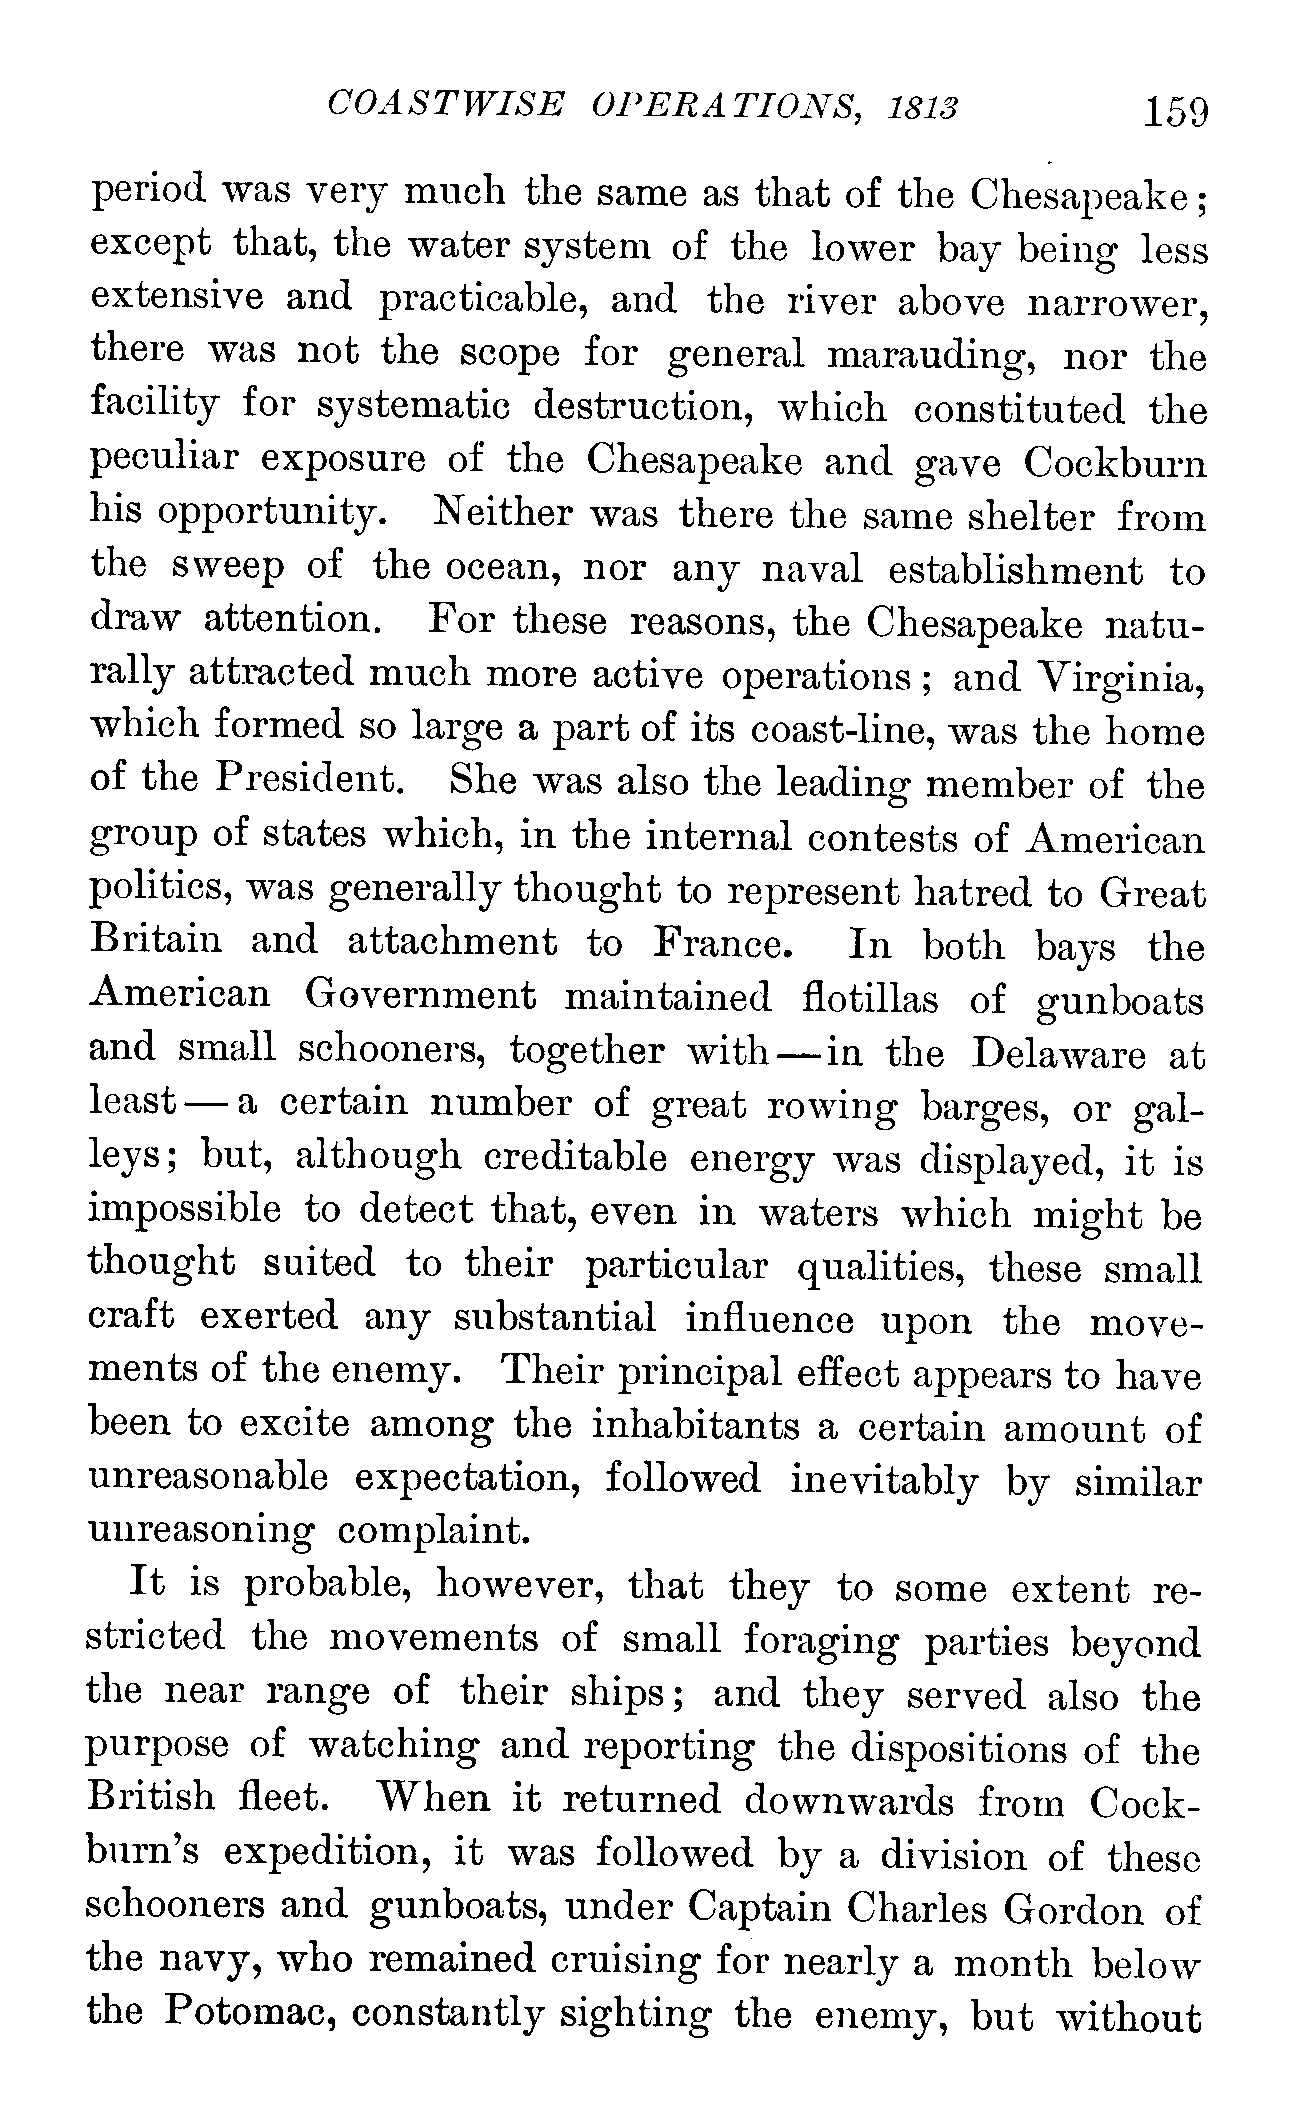 COASTWISE OPERATIONS, 1813 159
period was very much the same as that of the Chesapeake;
except that, the water system of the lower bay being less
extensive and practicable, and the river above narrower,
there was not the scope for general marauding, nor the
facility for systematic destruction, which constituted the
peculiar exposure of the Chesapeake and gave Cockburn
his opportunity. Neither was there the same shelter from
the sweep of the ocean, nor any naval establishment to
draw attention. For these reasons, the Chesapeake natu-
rally attracted much more active operations; and Virginia,
which formed so large a part of its coast-line, was the home
of the President. She was also the leading member of the
group of states which, in the internal contests of American
politics, was generally thought to represent hatred to Great
Britain and attachment to France. In both bays the
American Government maintained flotillas of gunboats
and small schooners, together with — in the Delaware at
least — a certain number of great rowing barges, or gal-
leys; but, although creditable energy was displayed, it is
impossible to detect that, even in waters which might be
thought suited to their particular qualities, these small
craft exerted any substantial influence upon the move-
ments of the enemy. Their principal effect appears to have
been to excite among the inhabitants a certain amount of
unreasonable expectation, followed inevitably by similar
unreasoning complaint.
It is probable, however, that they to some extent re-
stricted the movements of small foraging parties beyond
the near range of their ships; and they served also the
purpose of watching and reporting the dispositions of the
British fleet. When it returned downwards from Cock-
burn's expedition, it was followed by a division of these
schooners and gunboats, under Captain Charles Gordon of
the navy, who remained cruising for nearly a month below
the Potomac, constantly sighting the enemy, but without